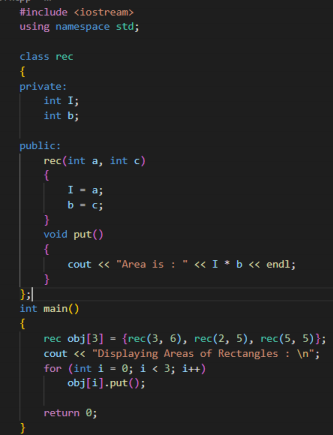 #include <iostream>
using namespace std;

class rec
{
private:
    int I;
    int b;

public:
    rec(int a, int c)
    {
        I = a;
        b = c;
    }
    void put()
    {
        cout << "Area is : " << I * b << endl;
    }
};
int main()
{
    rec obj[3] = {rec(3, 6), rec(2, 5), rec(5, 5)};
    cout << "Displaying Areas of Rectangles : \n";
    for (int i = 0; i < 3; i++)
        obj[i].put();

    return 0;
}